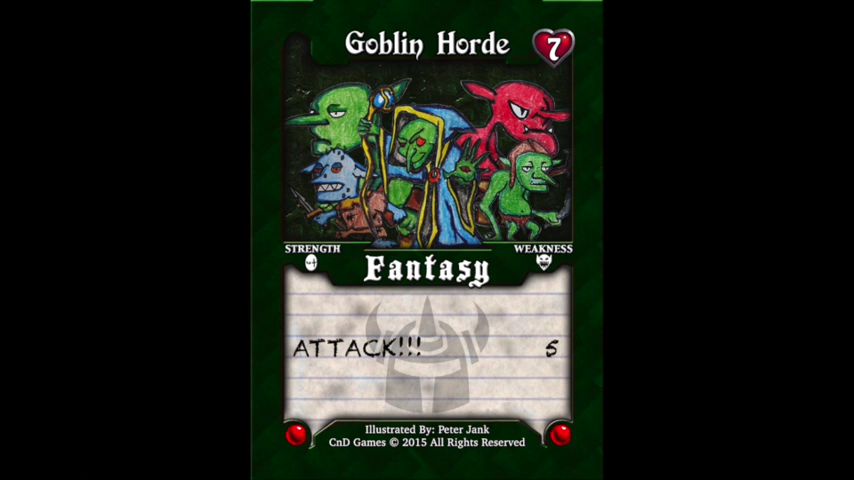 Goblin Horde 7
STRENGTH WEAKNESS
Fantasy
ATTACK!!! 5
Illustrated By: Peter Jank
CnD Games © 2015 All Rights Reserved